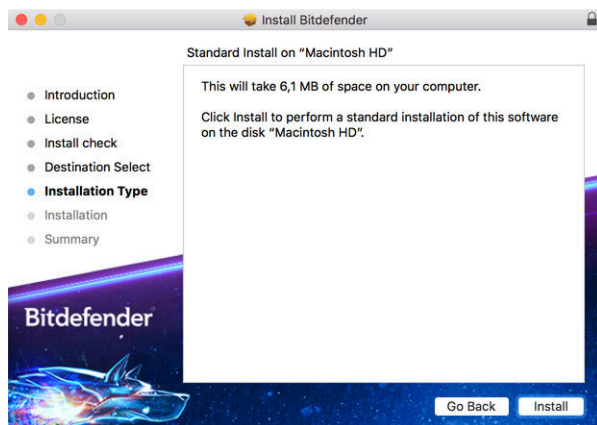 Install Bitdefender
Standard Install on “Macintosh HD”
Introduction
License
Install check
Destination Select
Installation Type
Installation
Summary
This will take 6,1 MB of space on your computer.
Click Install to perform a standard installation of this software
on the disk “Macintosh HD”.
Bitdefender
Go Back
Install